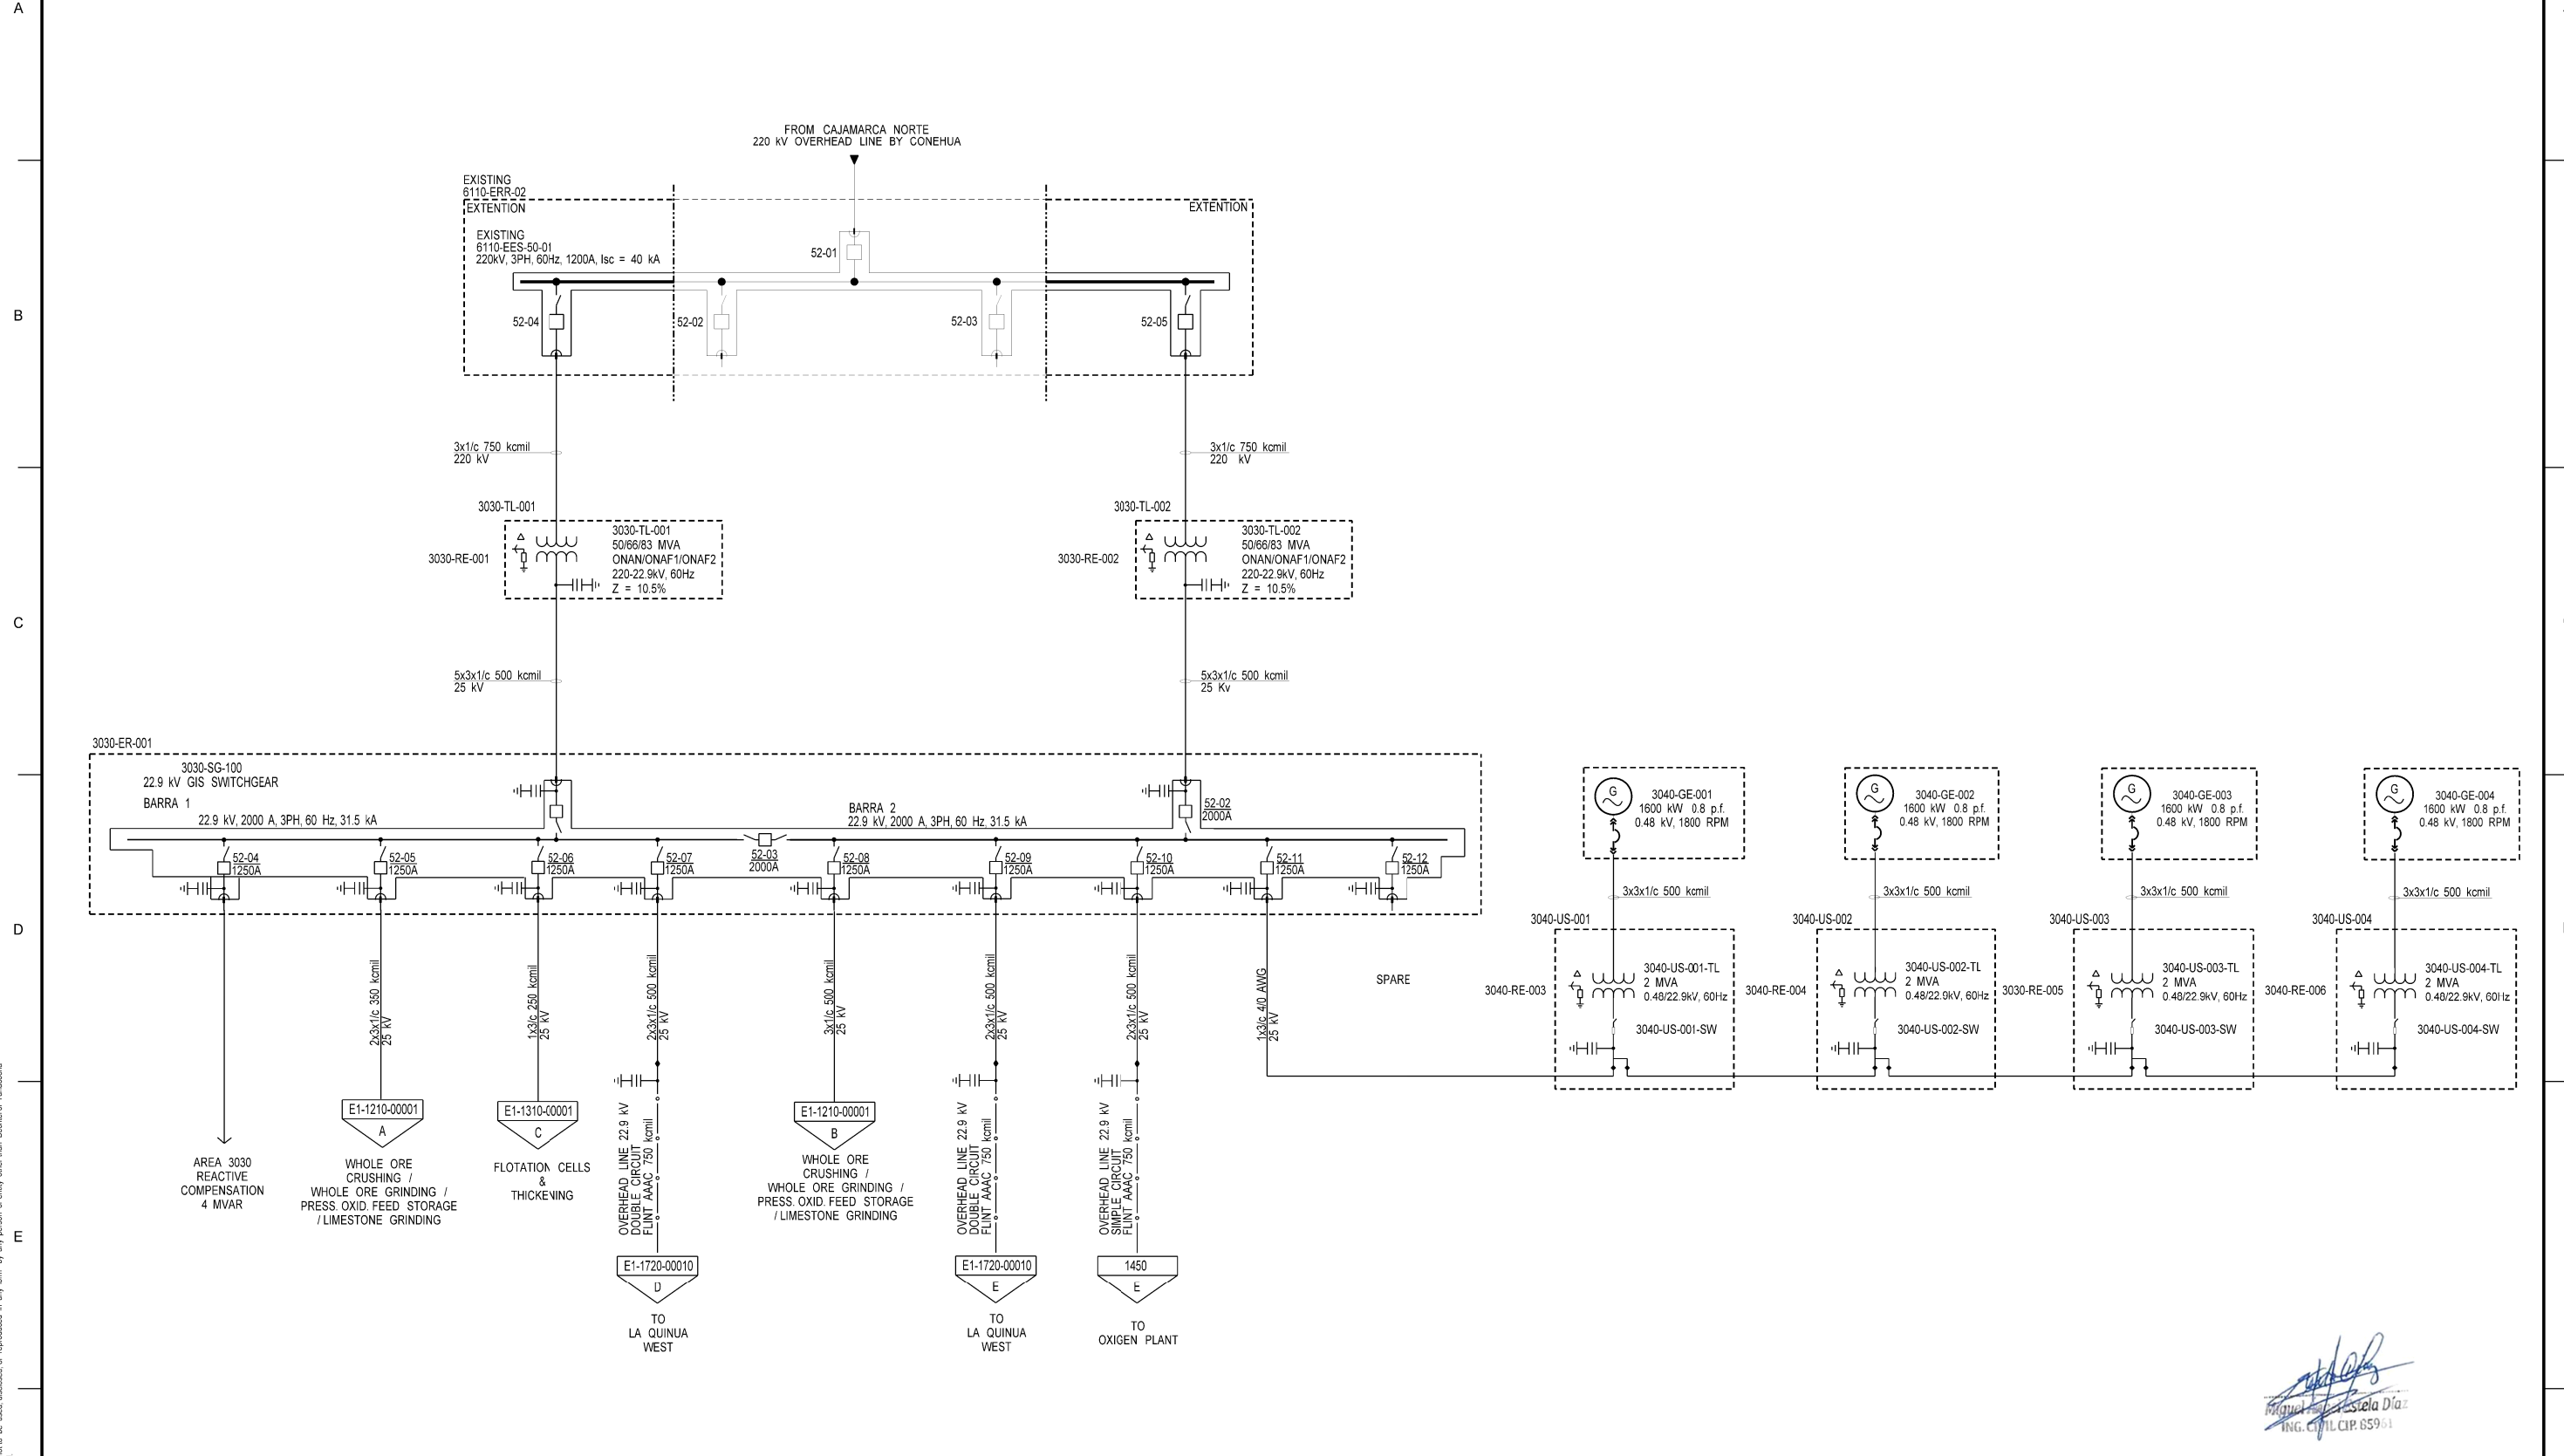 A
B
C
D
E
FROM CAJAMARCA NORTE
220 kV OVERHEAD LINE BY CONEHUA
EXISTING
6110-ERR-02
EXTENTION
EXTENTION
EXISTING
6110-EES-50-01
220kV, 3PH, 60Hz, 1200A, Isc = 40 kA
52-01
52-04
52-02
52-03
52-05
3x1/c 750 kcmil
220 kV
3x1/c 750 kcmil
220 kV
3030-TL-001
3030-RE-001
3030-TL-001
50/66/83 MVA
ONAN/ONAF1/ONAF2
220-22.9kV, 60Hz
Z = 10.5%
3030-TL-002
3030-RE-002
3030-TL-002
50/66/83 MVA
ONAN/ONAF1/ONAF2
220-22.9kV, 60Hz
Z = 10.5%
5x3x1/c 500 kcmil
25 kV
5x3x1/c 500 kcmil
25 Kv
3030-ER-001
3030-SG-100
22.9 kV GIS SWITCHGEAR
BARRA 1
22.9 kV, 2000 A, 3PH, 60 Hz, 31.5 kA
BARRA 2
22.9 kV, 2000 A, 3PH, 60 Hz, 31.5 kA
52-02
2000A
52-04
1250A
52-05
1250A
52-06
1250A
52-07
1250A
52-03
2000A
52-08
1250A
52-09
1250A
52-10
1250A
52-11
1250A
52-12
1250A
2x3x1/c 350 kcmil
25 kV
1x3/c 250 kcmil
25 kV
2x3x1/c 500 kcmil
25 kV
3x1/c 500 kcmil
25 kV
2x3x1/c 500 kcmil
25 kV
2x3x1/c 500 kcmil
25 kV
1x3/c 4/0 AWG
25 kV
SPARE
AREA 3030
REACTIVE
COMPENSATION
4 MVAR
E1-1210-00001
A
WHOLE ORE
CRUSHING /
WHOLE ORE GRINDING /
PRESS. OXID. FEED STORAGE
/ LIMESTONE GRINDING
E1-1310-00001
C
FLOTATION CELLS
&
THICKENING
OVERHEAD LINE 22.9 kV
DOUBLE CIRCUIT
FLINT AAAC 750 kcmil
E1-1720-00010
D
TO
LA QUINUA
WEST
E1-1210-00001
B
WHOLE ORE
CRUSHING /
WHOLE ORE GRINDING /
PRESS. OXID. FEED STORAGE
/ LIMESTONE GRINDING
OVERHEAD LINE 22.9 kV
DOUBLE CIRCUIT
FLINT AAAC 750 kcmil
E1-1720-00010
E
TO
LA QUINUA
WEST
OVERHEAD LINE 22.9 kV
SIMPLE CIRCUIT
FLINT AAAC 750 kcmil
1450
E
TO
OXIGEN PLANT
G
3040-GE-001
1600 kW 0.8 p.f.
0.48 kV, 1800 RPM
G
3040-GE-002
1600 kW 0.8 p.f.
0.48 kV, 1800 RPM
G
3040-GE-003
1600 kW 0.8 p.f.
0.48 kV, 1800 RPM
G
3040-GE-004
1600 kW 0.8 p.f.
0.48 kV, 1800 RPM
3x3x1/c 500 kcmil
3x3x1/c 500 kcmil
3x3x1/c 500 kcmil
3x3x1/c 500 kcmil
3040-US-001
3040-RE-003
3040-US-001-TL
2 MVA
0.48/22.9kV, 60Hz
3040-US-001-SW
3040-US-002
3040-RE-004
3040-US-002-TL
2 MVA
0.48/22.9kV, 60Hz
3040-US-002-SW
3040-US-003
3030-RE-005
3040-US-003-TL
2 MVA
0.48/22.9kV, 60Hz
3040-US-003-SW
3040-US-004
3040-RE-006
3040-US-004-TL
2 MVA
0.48/22.9kV, 60Hz
3040-US-004-SW
Miguel Estela Díaz
ING. CIVIL CIP.